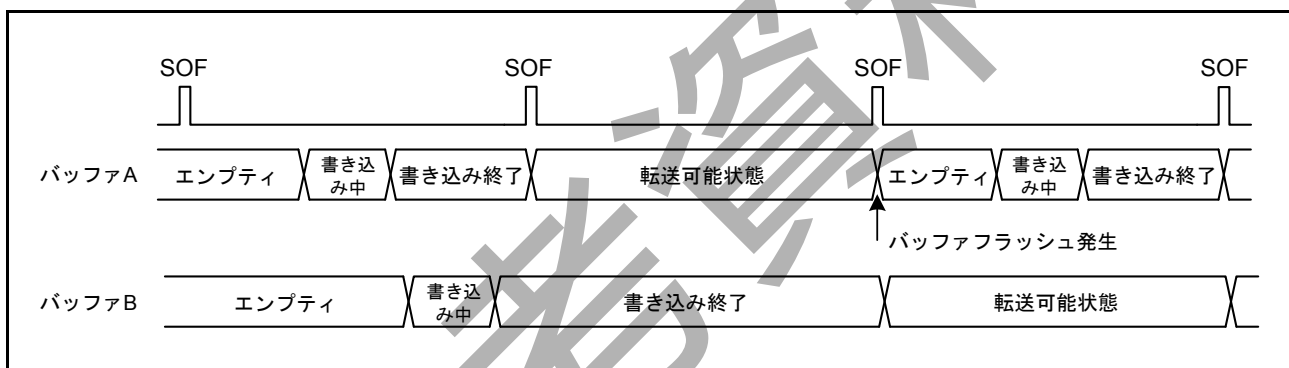 SOF SOF SOF SOF
バッファA エンプティ 書き込 書き込み終了 転送可能状態 エンプティ 書き込 書き込み終了
み中 み中
バッファフラッシュ発生
バッファB エンプティ 書き込 書き込み終了 転送可能状態
み中
考資料